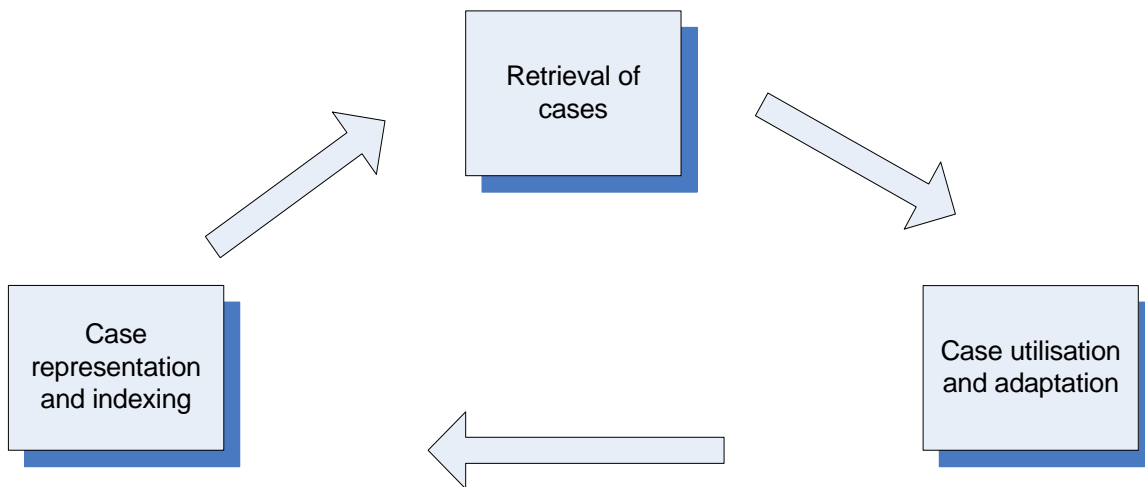 Retrieval of
cases
Case
representation
and indexing
Case utilisation
and adaptation